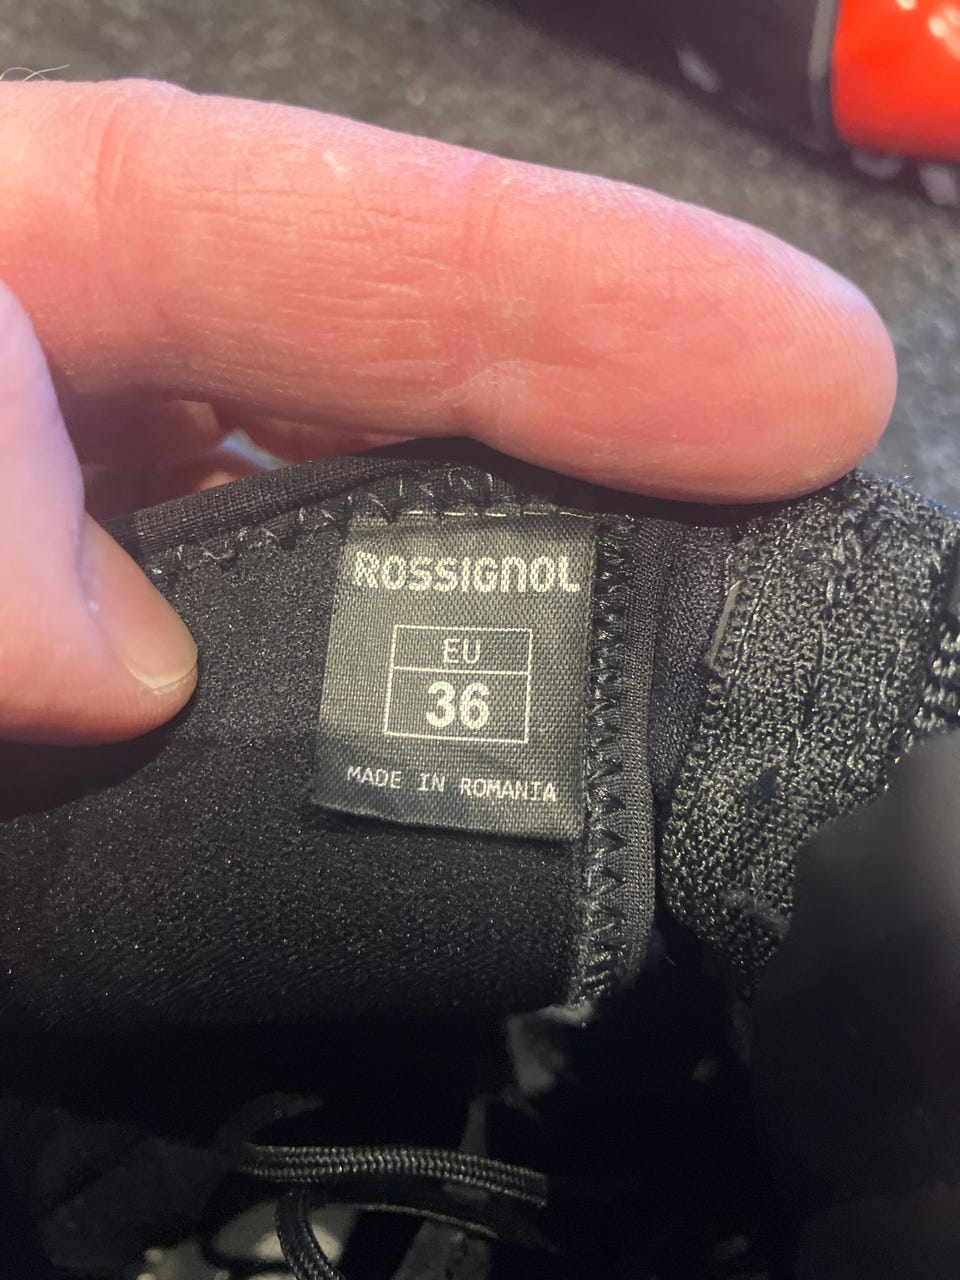 ROSSIGNOL
EU
36
MADE IN ROMANIA